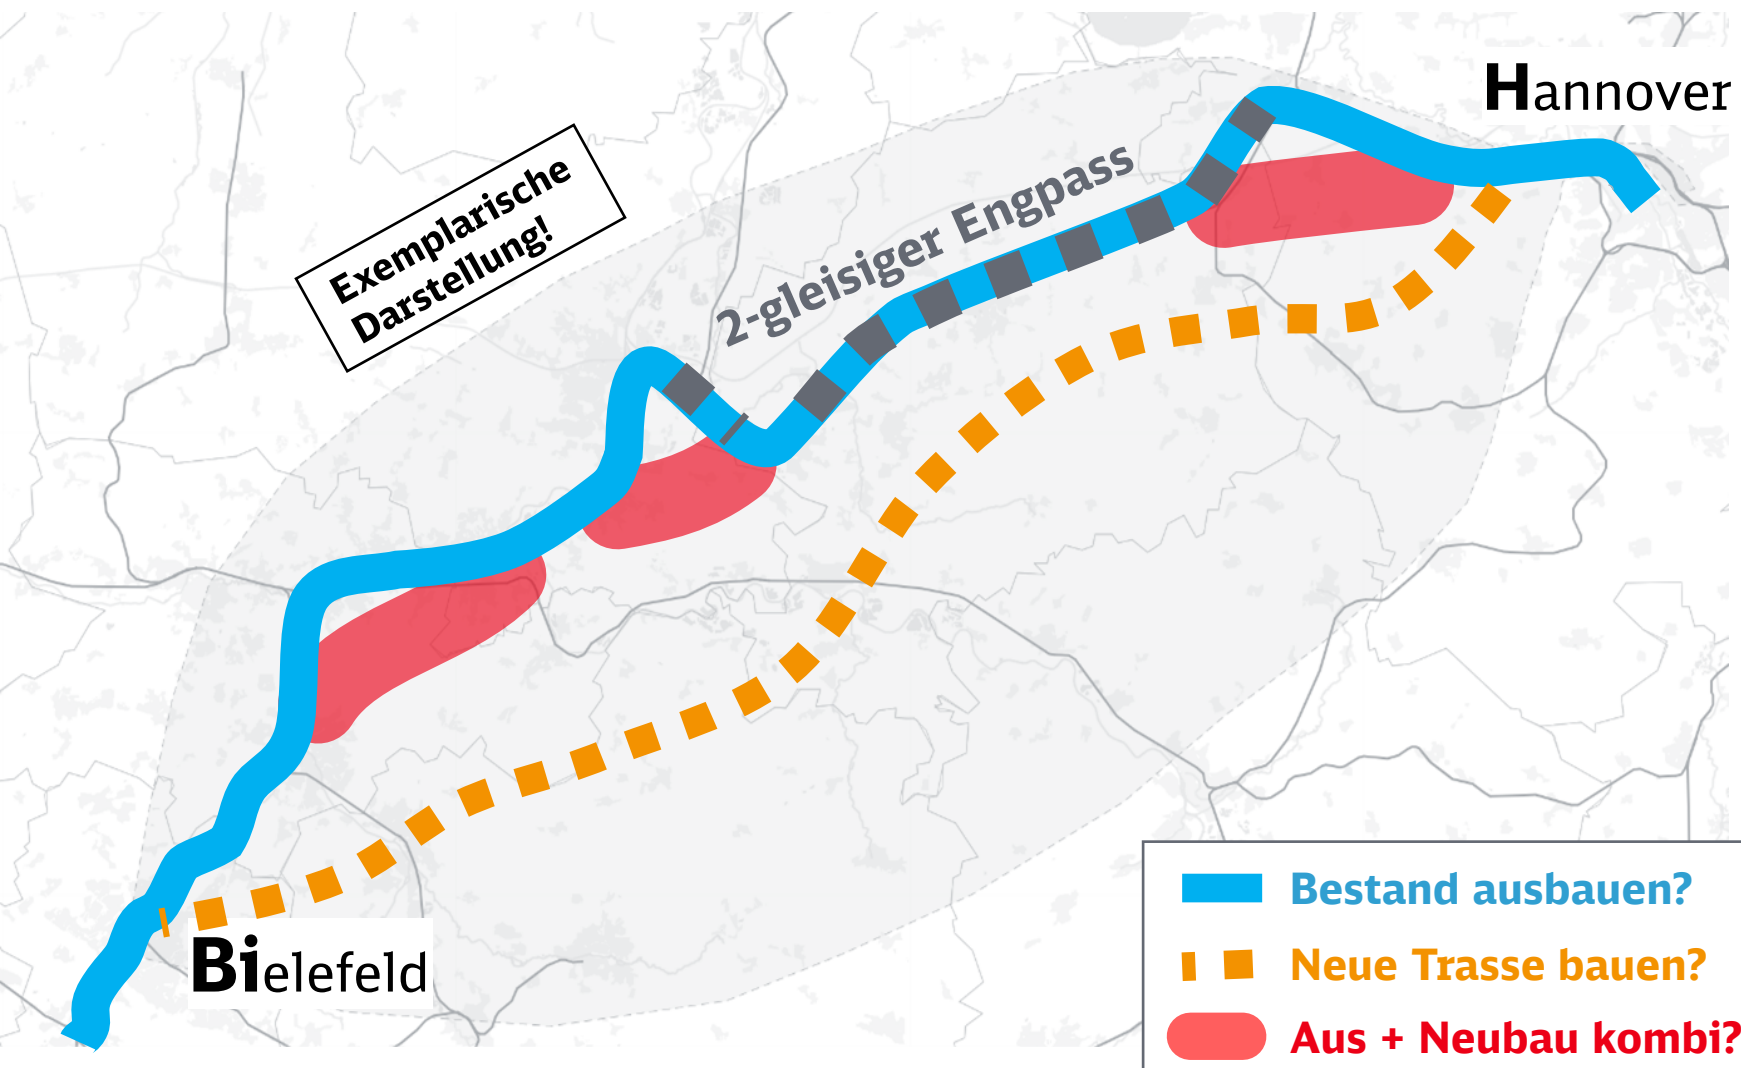 Hannover
Exemplarische
Darstellung!
2-gleisiger Engpass
Bielefeld
Bestand ausbauen?
Neue Trasse bauen?
Aus + Neubau kombi?